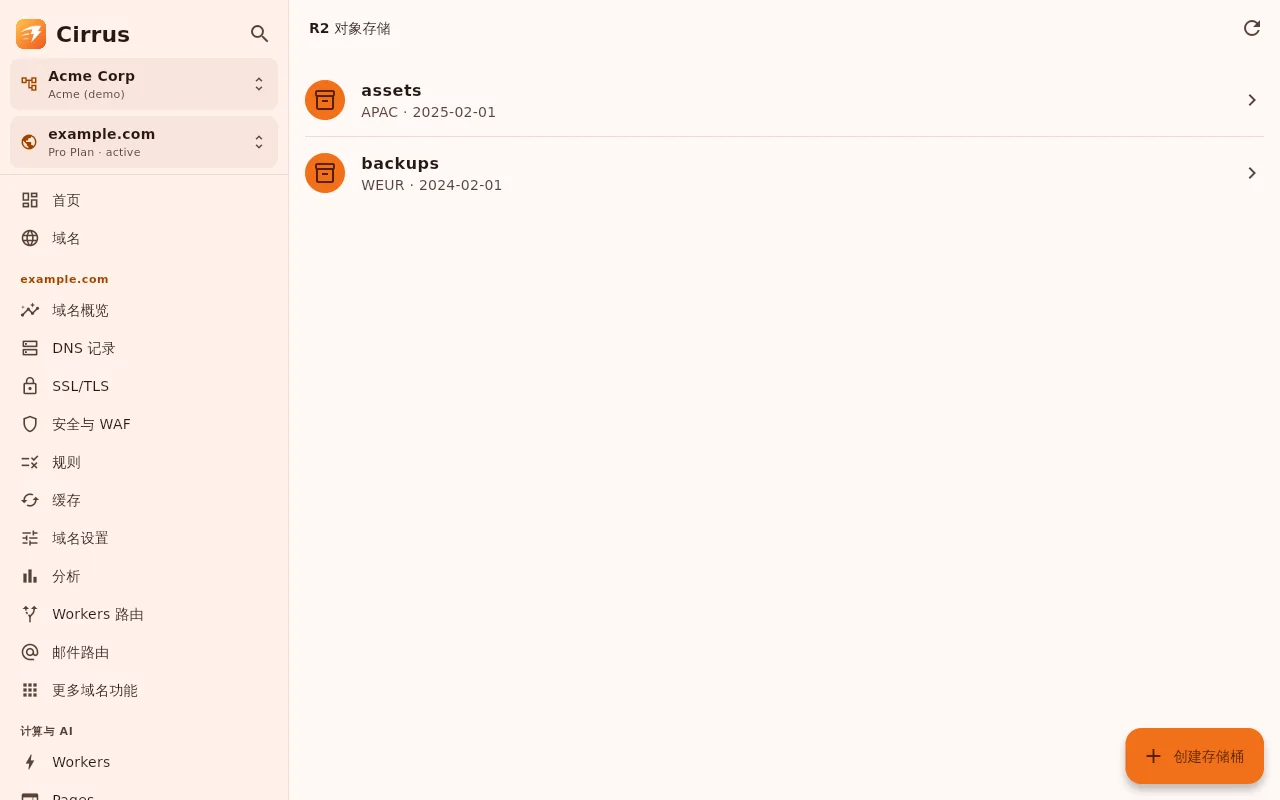 Cirrus
Acme Corp
Acme (demo)
example.com
Pro Plan · active
首页
域名
example.com
域名概览
DNS 记录
SSL/TLS
安全与 WAF
规则
缓存
域名设置
分析
Workers 路由
邮件路由
更多域名功能
计算与 AI
Workers
Pages
R2 对象存储
assets
APAC · 2025-02-01
backups
WEUR · 2024-02-01
创建存储桶